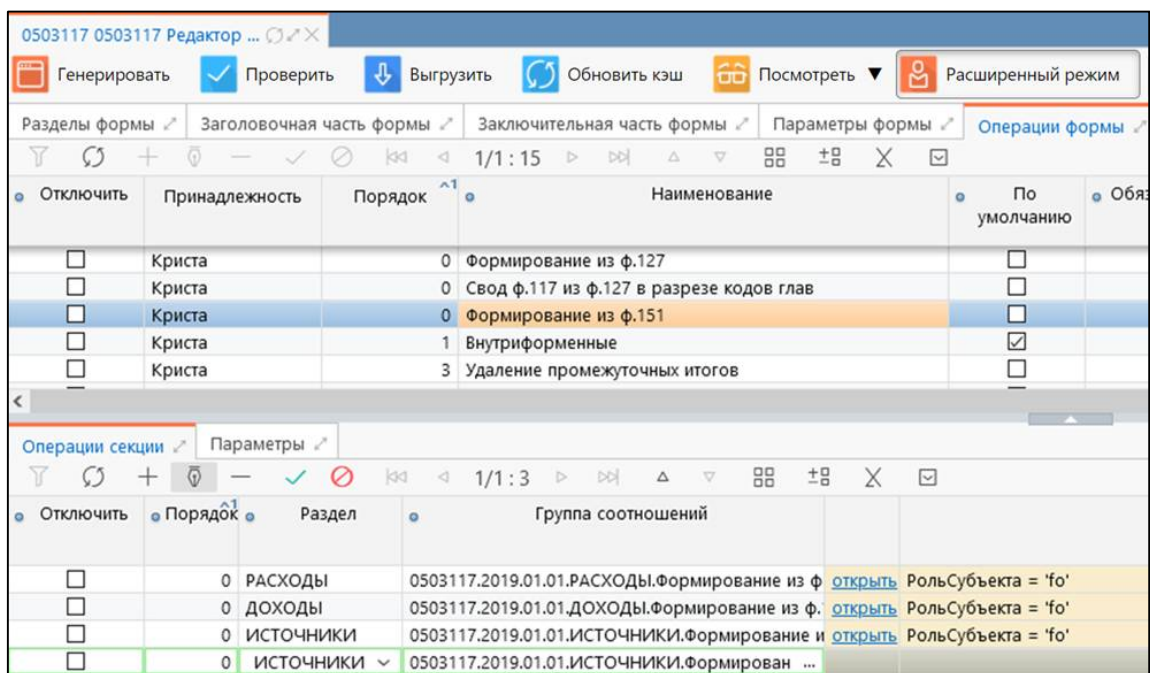 0503117 0503117 Редактор ...
Генерировать Проверить Выгрузить Обновить кэш Посмотреть ▼ Расширенный режим
Разделы формы Заголовочная часть формы Заключительная часть формы Параметры формы Операции формы
1/1 : 15
Отключить Принадлежность Порядок ^1 Наименование По умолчанию Обяз
Криста 0 Формирование из ф.127
Криста 0 Свод ф.117 из ф.127 в разрезе кодов глав
Криста 0 Формирование из ф.151
Криста 1 Внутриформенные
Криста 3 Удаление промежуточных итогов
Операции секции Параметры
1/1 : 3
Отключить Порядок ^1 Раздел Группа соотношений
0 РАСХОДЫ 0503117.2019.01.01.РАСХОДЫ.Формирование из ф открыть РольСубъекта = 'fo'
0 ДОХОДЫ 0503117.2019.01.01.ДОХОДЫ.Формирование из ф. открыть РольСубъекта = 'fo'
0 ИСТОЧНИКИ 0503117.2019.01.01.ИСТОЧНИКИ.Формирование и открыть РольСубъекта = 'fo'
0 ИСТОЧНИКИ 0503117.2019.01.01.ИСТОЧНИКИ.Формирован ...